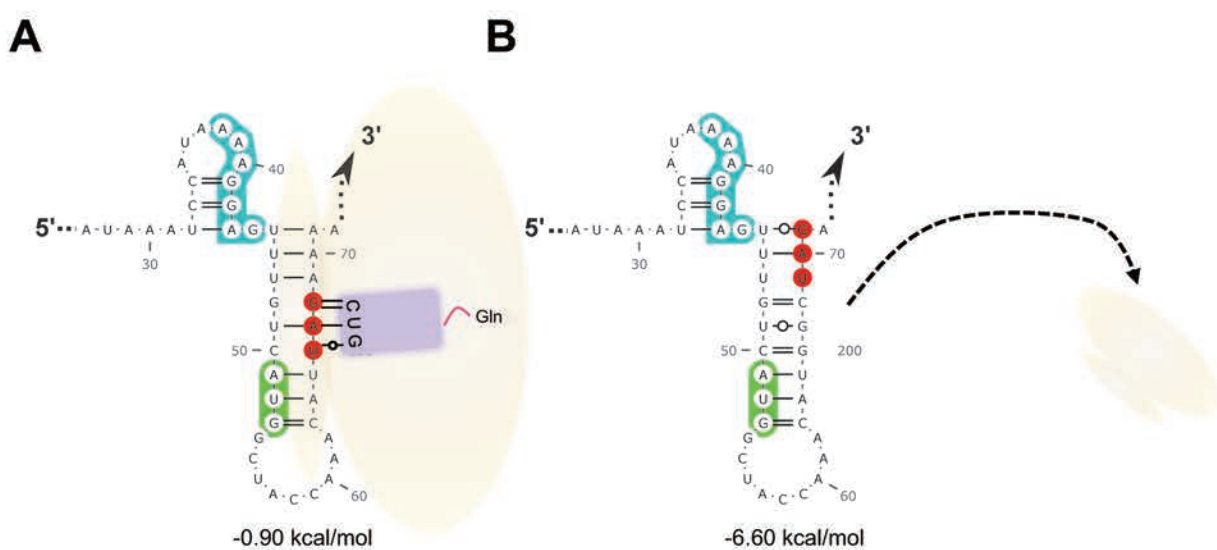 A
B
A A A
U A
A A 40
C G
C G
3'
5' A U A A A U A G U A A
30
U A 70
U A
G G C
U A U
50 C U G
Gln
A U
U A
G C
G A
C A
U A
A C C 60
-0.90 kcal/mol
A A A
U A
A A 40
C G
C G
3'
5' A U A A A U A G U G A
30
U A 70
U U
G C
U G
50 C G 200
A U
U A
G C
G A
C A
U A
A C C 60
-6.60 kcal/mol